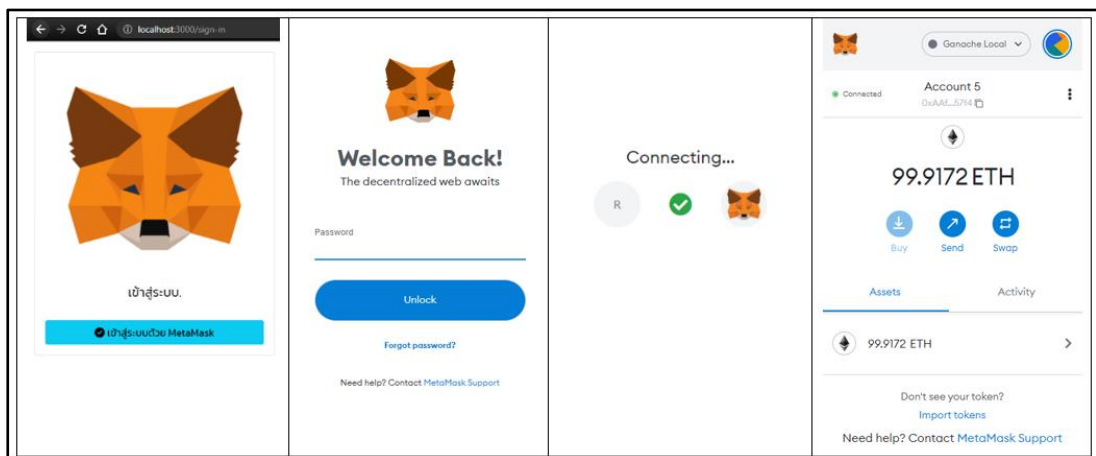 localhost:3000/sign-in
เข้าสู่ระบบ.
เข้าสู่ระบบด้วย MetaMask
Welcome Back!
The decentralized web awaits
Password
Unlock
Forgot password?
Need help? Contact MetaMask Support
Connecting...
R
Ganache Local
Connected
Account 5
0xAAf...57f4
99.9172 ETH
Buy
Send
Swap
Assets
Activity
99.9172 ETH
Don't see your token?
Import tokens
Need help? Contact MetaMask Support